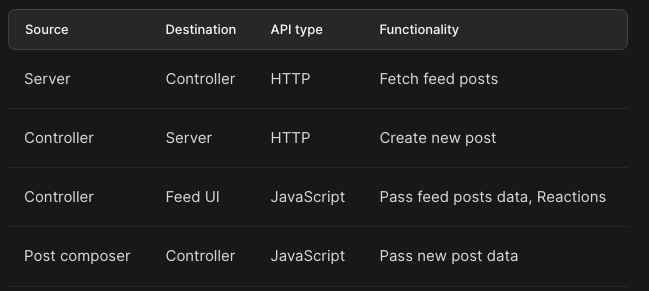 Source Destination API type Functionality
Server Controller HTTP Fetch feed posts
Controller Server HTTP Create new post
Controller Feed UI JavaScript Pass feed posts data, Reactions
Post composer Controller JavaScript Pass new post data